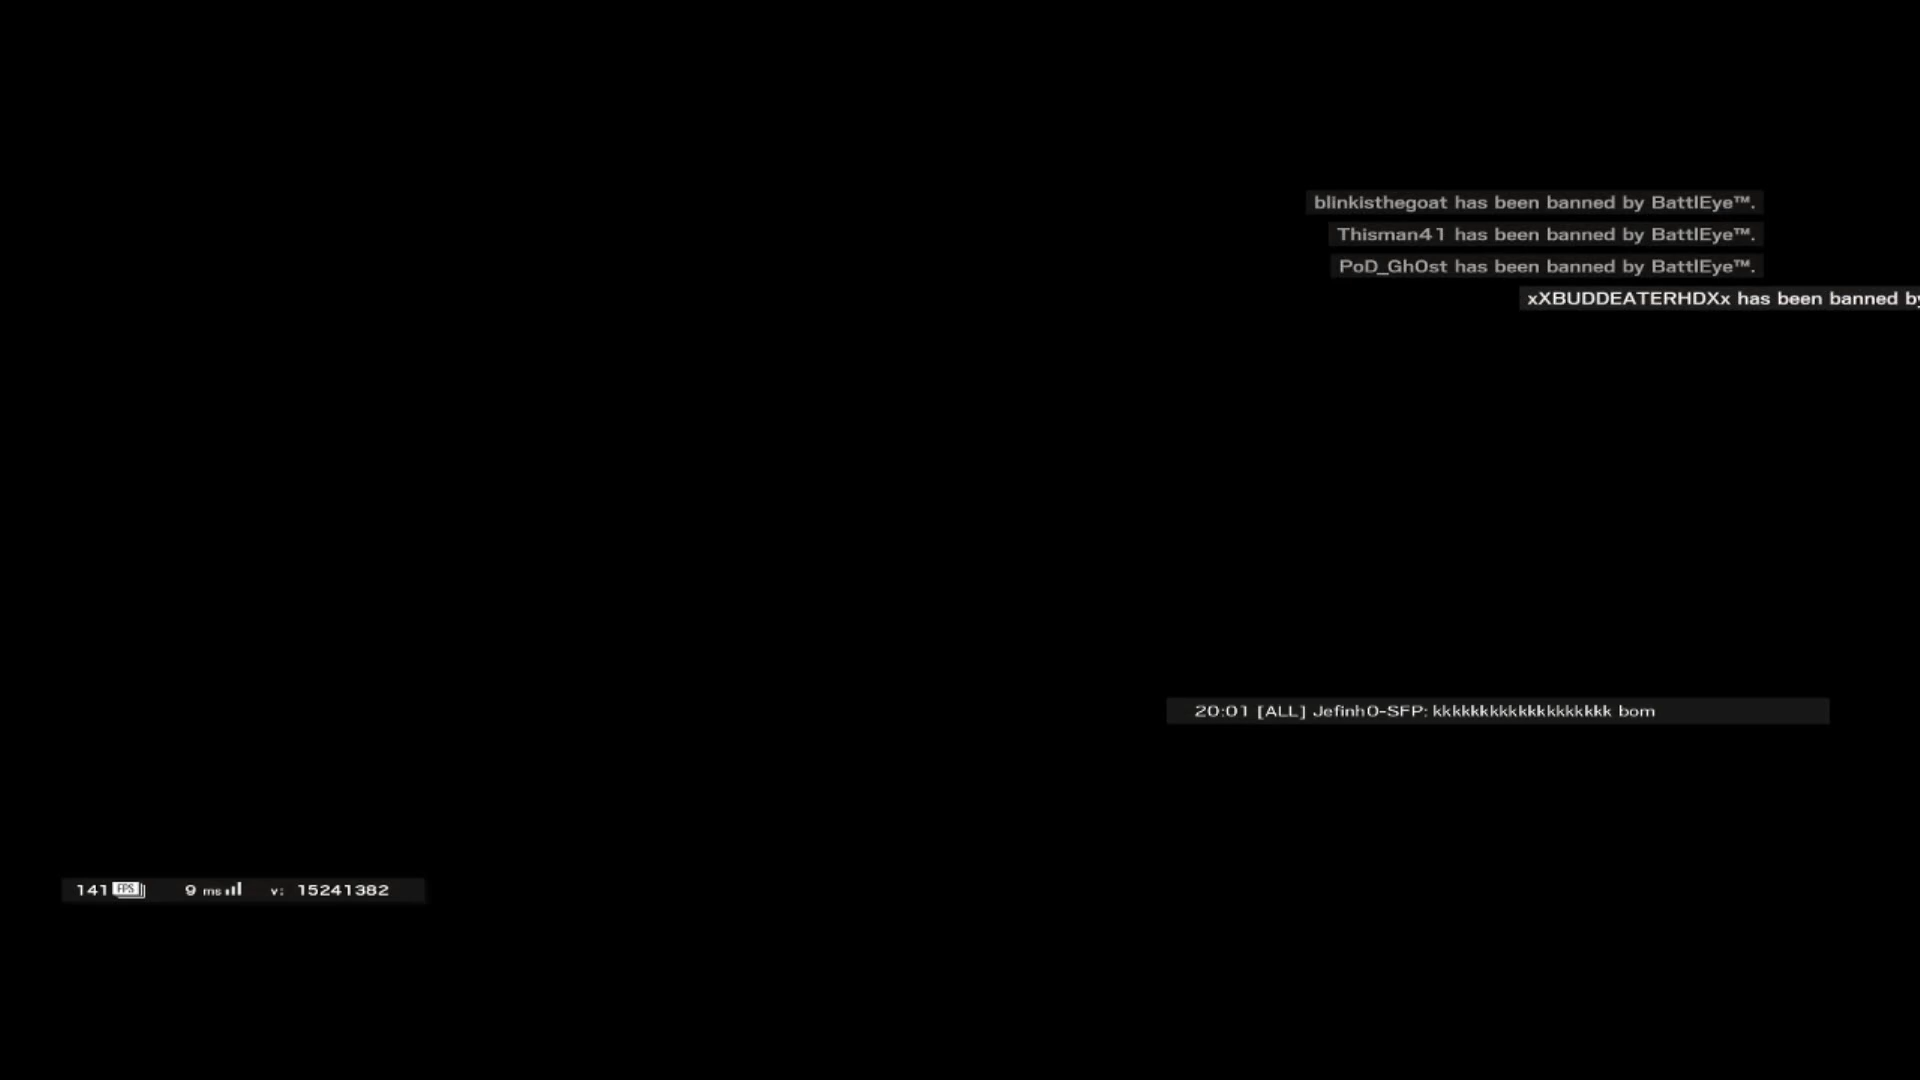 blinkisthegoat has been banned by BattlEye™.
Thisman41 has been banned by BattlEye™.
PoD_Gh0st has been banned by BattlEye™.
xXBUDDEATERHDXx has been banned by
20:01 [ALL] Jefinh0-SFP: kkkkkkkkkkkkkkkkkkk bom
141 FPS 9 ms v: 15241382